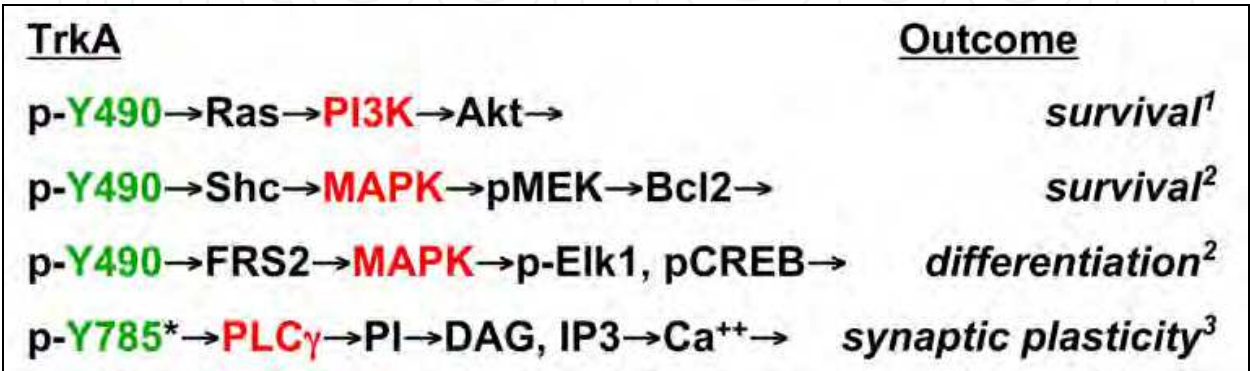 TrkA Outcome
p-Y490→Ras→PI3K→Akt→ survival¹
p-Y490→Shc→MAPK→pMEK→Bcl2→ survival²
p-Y490→FRS2→MAPK→p-Elk1, pCREB→ differentiation²
p-Y785*→PLCγ→PI→DAG, IP3→Ca⁺⁺→ synaptic plasticity³